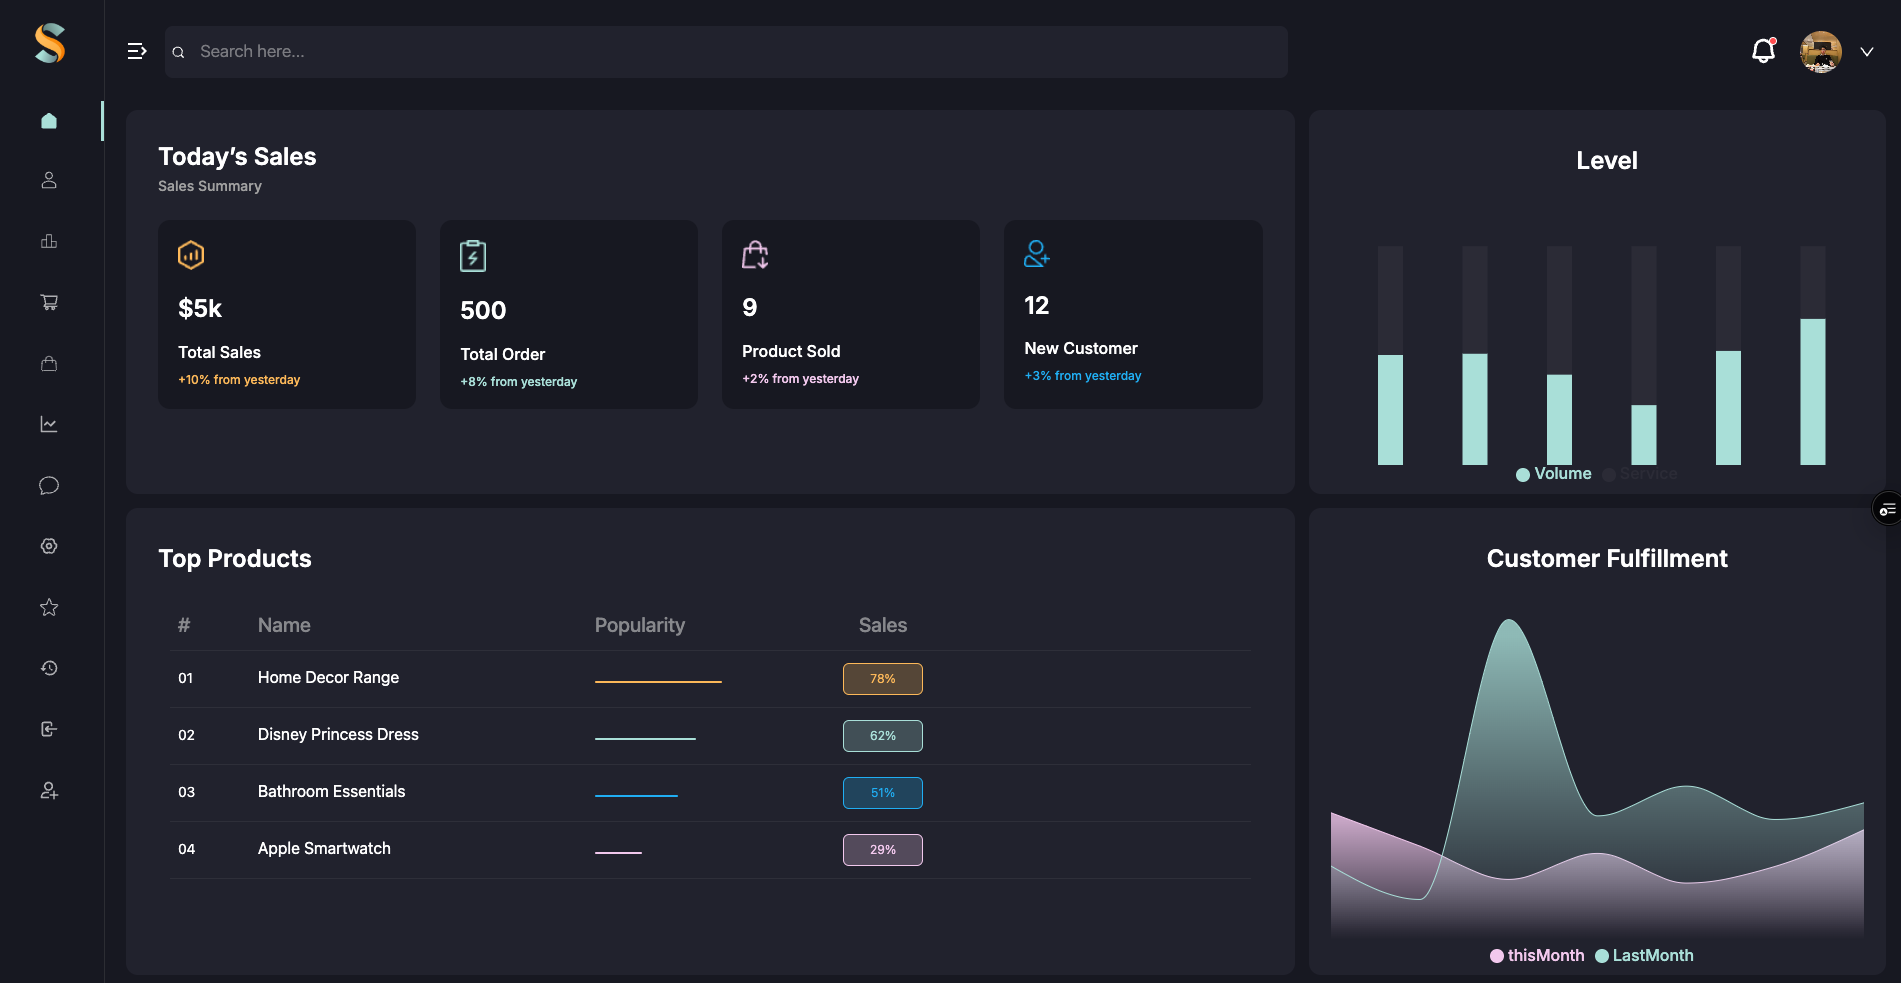 Search here...
Today’s Sales
Sales Summary
$5k
Total Sales
+10% from yesterday
500
Total Order
+8% from yesterday
9
Product Sold
+2% from yesterday
12
New Customer
+3% from yesterday
Level
Volume Service
Top Products
# Name Popularity Sales
01 Home Decor Range 78%
02 Disney Princess Dress 62%
03 Bathroom Essentials 51%
04 Apple Smartwatch 29%
Customer Fulfillment
thisMonth LastMonth